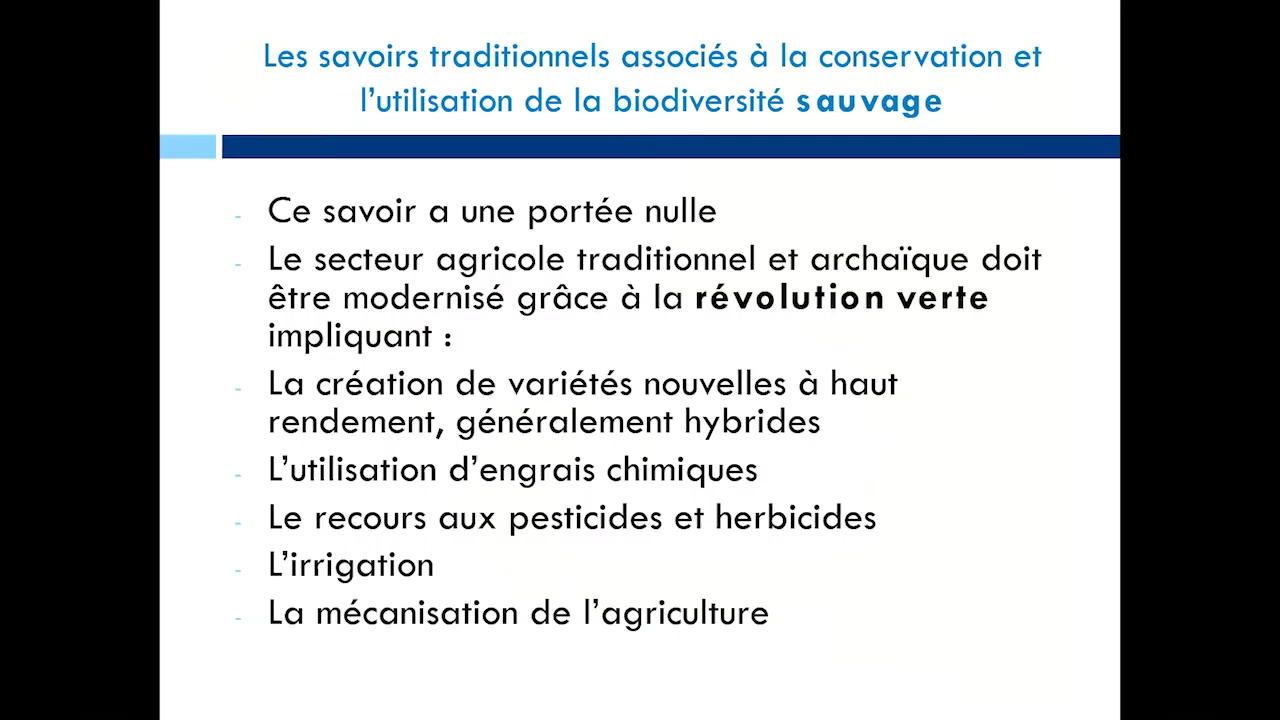 Les savoirs traditionnels associés à la conservation et
l’utilisation de la biodiversité sauvage
- Ce savoir a une portée nulle
- Le secteur agricole traditionnel et archaïque doit
être modernisé grâce à la révolution verte
impliquant :
- La création de variétés nouvelles à haut
rendement, généralement hybrides
- L’utilisation d’engrais chimiques
- Le recours aux pesticides et herbicides
- L’irrigation
- La mécanisation de l’agriculture